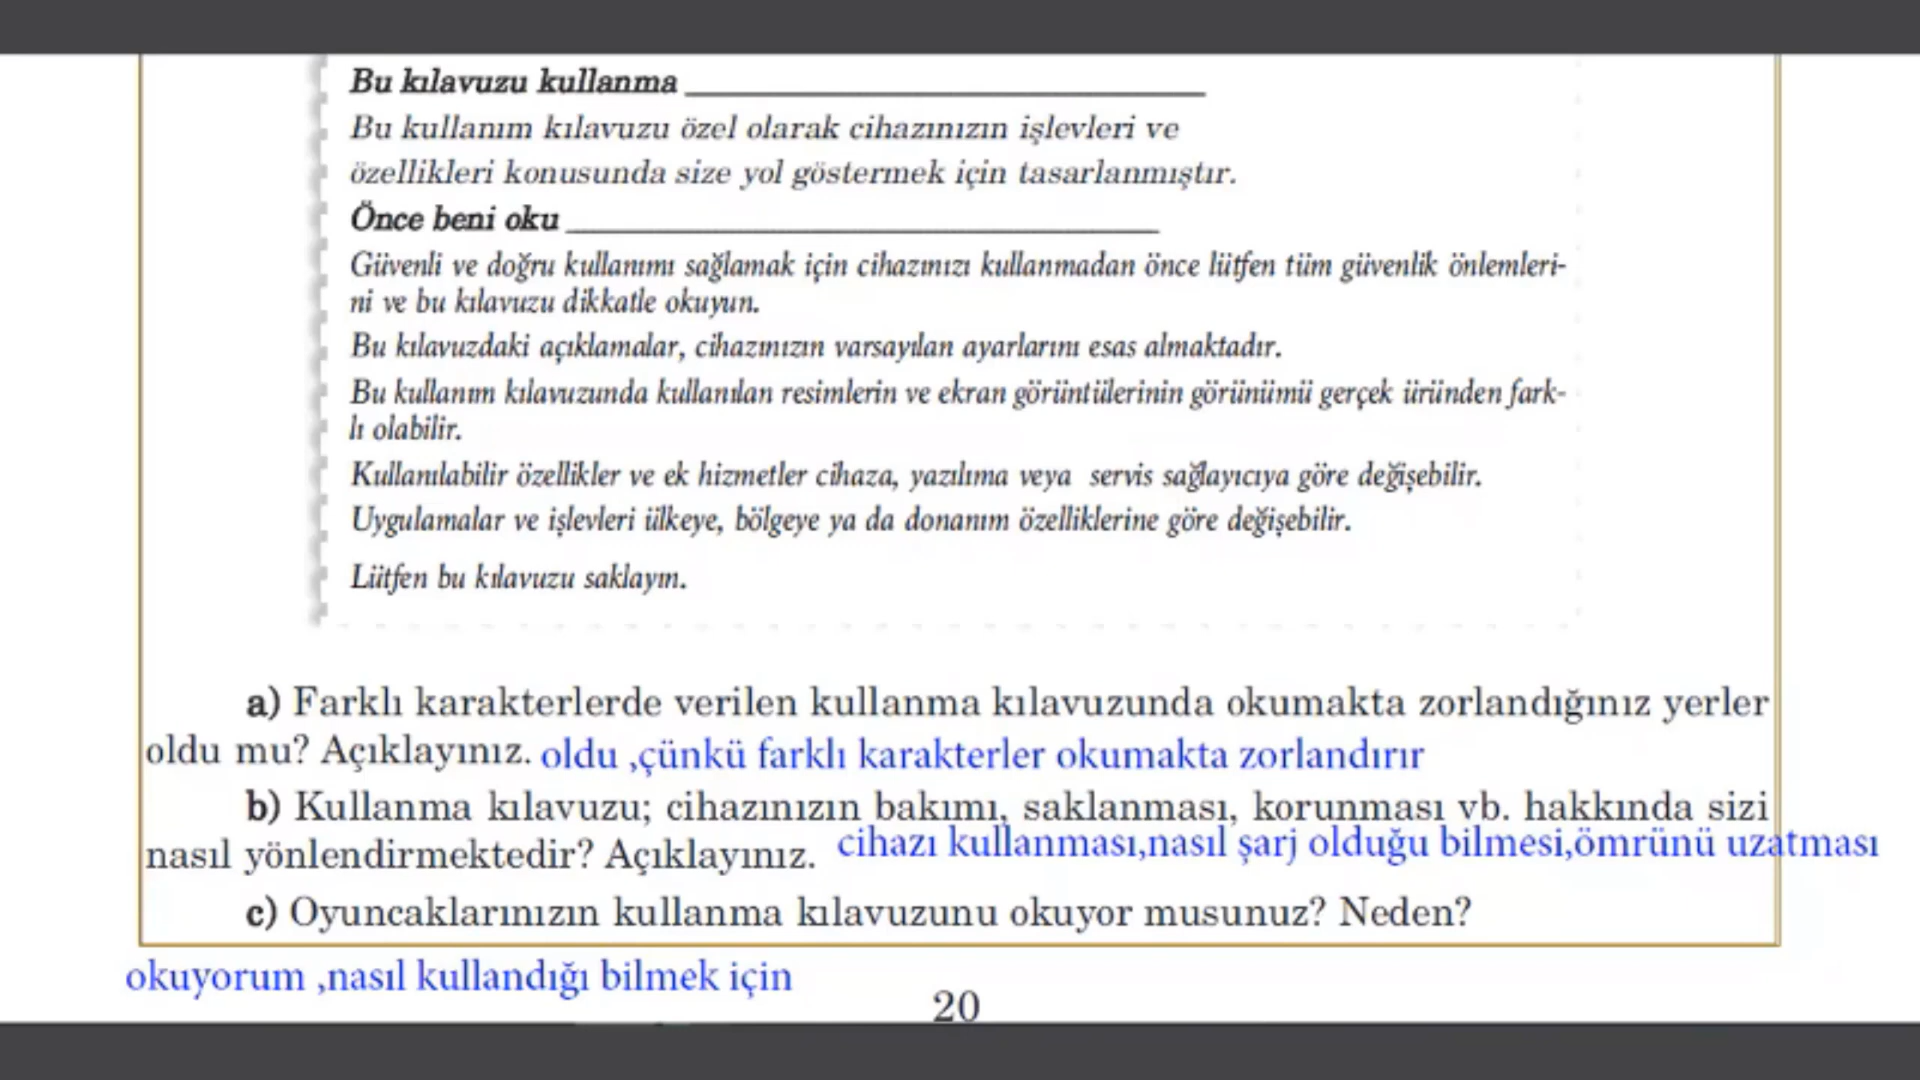 Bu kılavuzu kullanma
Bu kullanım kılavuzu özel olarak cihazınızın işlevleri ve
özellikleri konusunda size yol göstermek için tasarlanmıştır.
Önce beni oku
Güvenli ve doğru kullanımı sağlamak için cihazınızı kullanmadan önce lütfen tüm güvenlik önlemleri-
ni ve bu kılavuzu dikkatle okuyun.
Bu kılavuzdaki açıklamalar, cihazınızın varsayılan ayarlarını esas almaktadır.
Bu kullanım kılavuzunda kullanılan resimlerin ve ekran görüntülerinin görünümü gerçek üründen fark-
lı olabilir.
Kullanılabilir özellikler ve ek hizmetler cihaza, yazılıma veya servis sağlayıcıya göre değişebilir.
Uygulamalar ve işlevleri ülkeye, bölgeye ya da donanım özelliklerine göre değişebilir.
Lütfen bu kılavuzu saklayın.
a) Farklı karakterlerde verilen kullanma kılavuzunda okumakta zorlandığınız yerler
oldu mu? Açıklayınız. oldu ,çünkü farklı karakterler okumakta zorlandırır
b) Kullanma kılavuzu; cihazınızın bakımı, saklanması, korunması vb. hakkında sizi
nasıl yönlendirmektedir? Açıklayınız. cihazı kullanması,nasıl şarj olduğu bilmesi,ömrünü uzatması
c) Oyuncaklarınızın kullanma kılavuzunu okuyor musunuz? Neden?
okuyorum ,nasıl kullandığı bilmek için
20